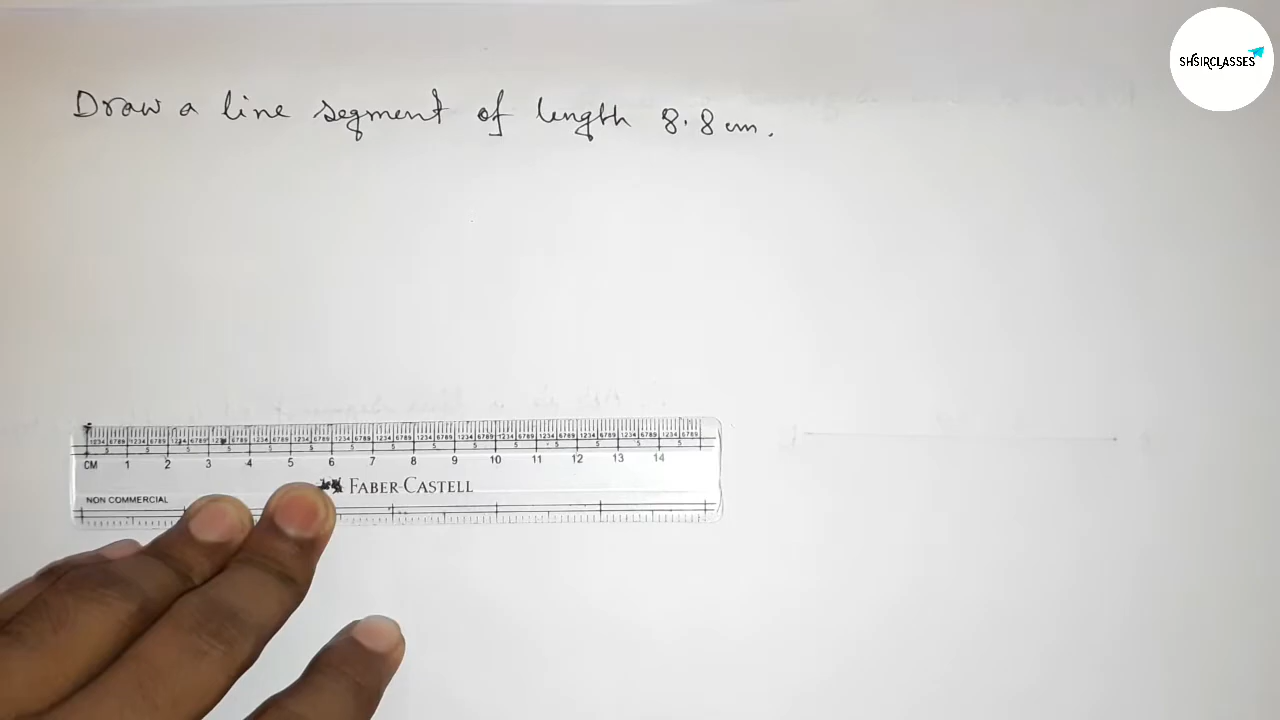 SHSIRCLASSES
Draw a line segment of length 8.8 cm.
CM 1 2 3 4 5 6 7 8 9 10 11 12 13 14
FABER-CASTELL
NON COMMERCIAL